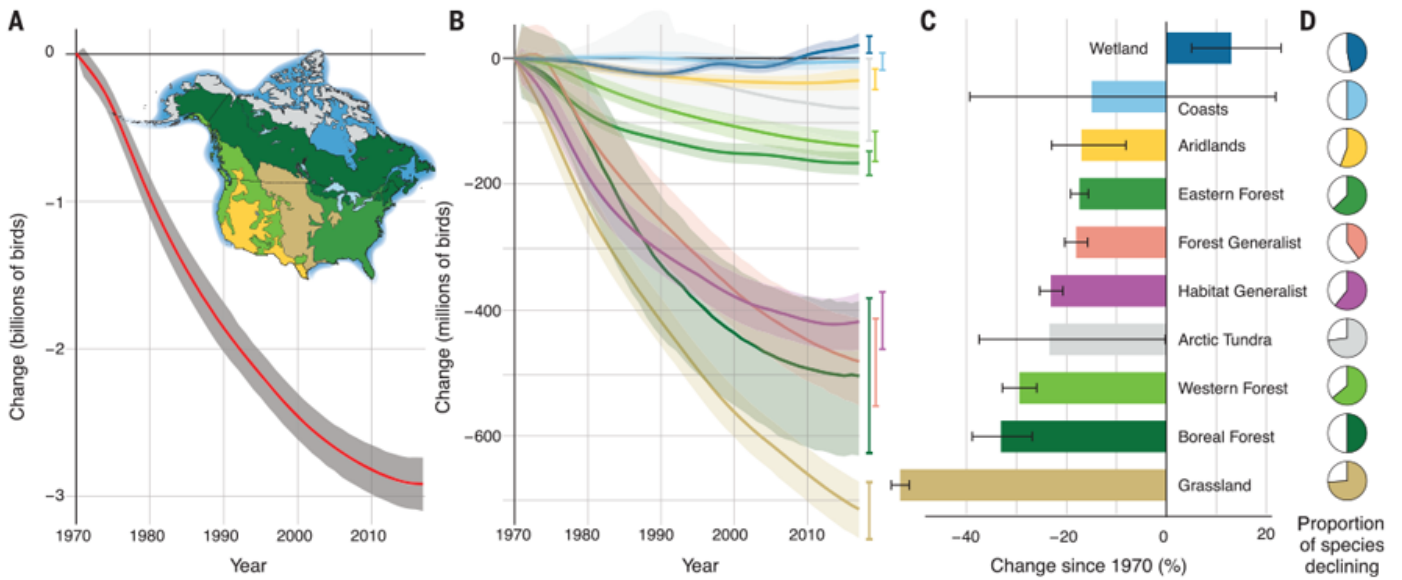 A
B
C
D
0
−1
−2
−3
Change (billions of birds)
1970
1980
1990
2000
2010
Year
0
−200
−400
−600
Change (millions of birds)
1970
1980
1990
2000
2010
Year
Wetland
Coasts
Aridlands
Eastern Forest
Forest Generalist
Habitat Generalist
Arctic Tundra
Western Forest
Boreal Forest
Grassland
−40
−20
0
20
Change since 1970 (%)
Proportion
of species
declining